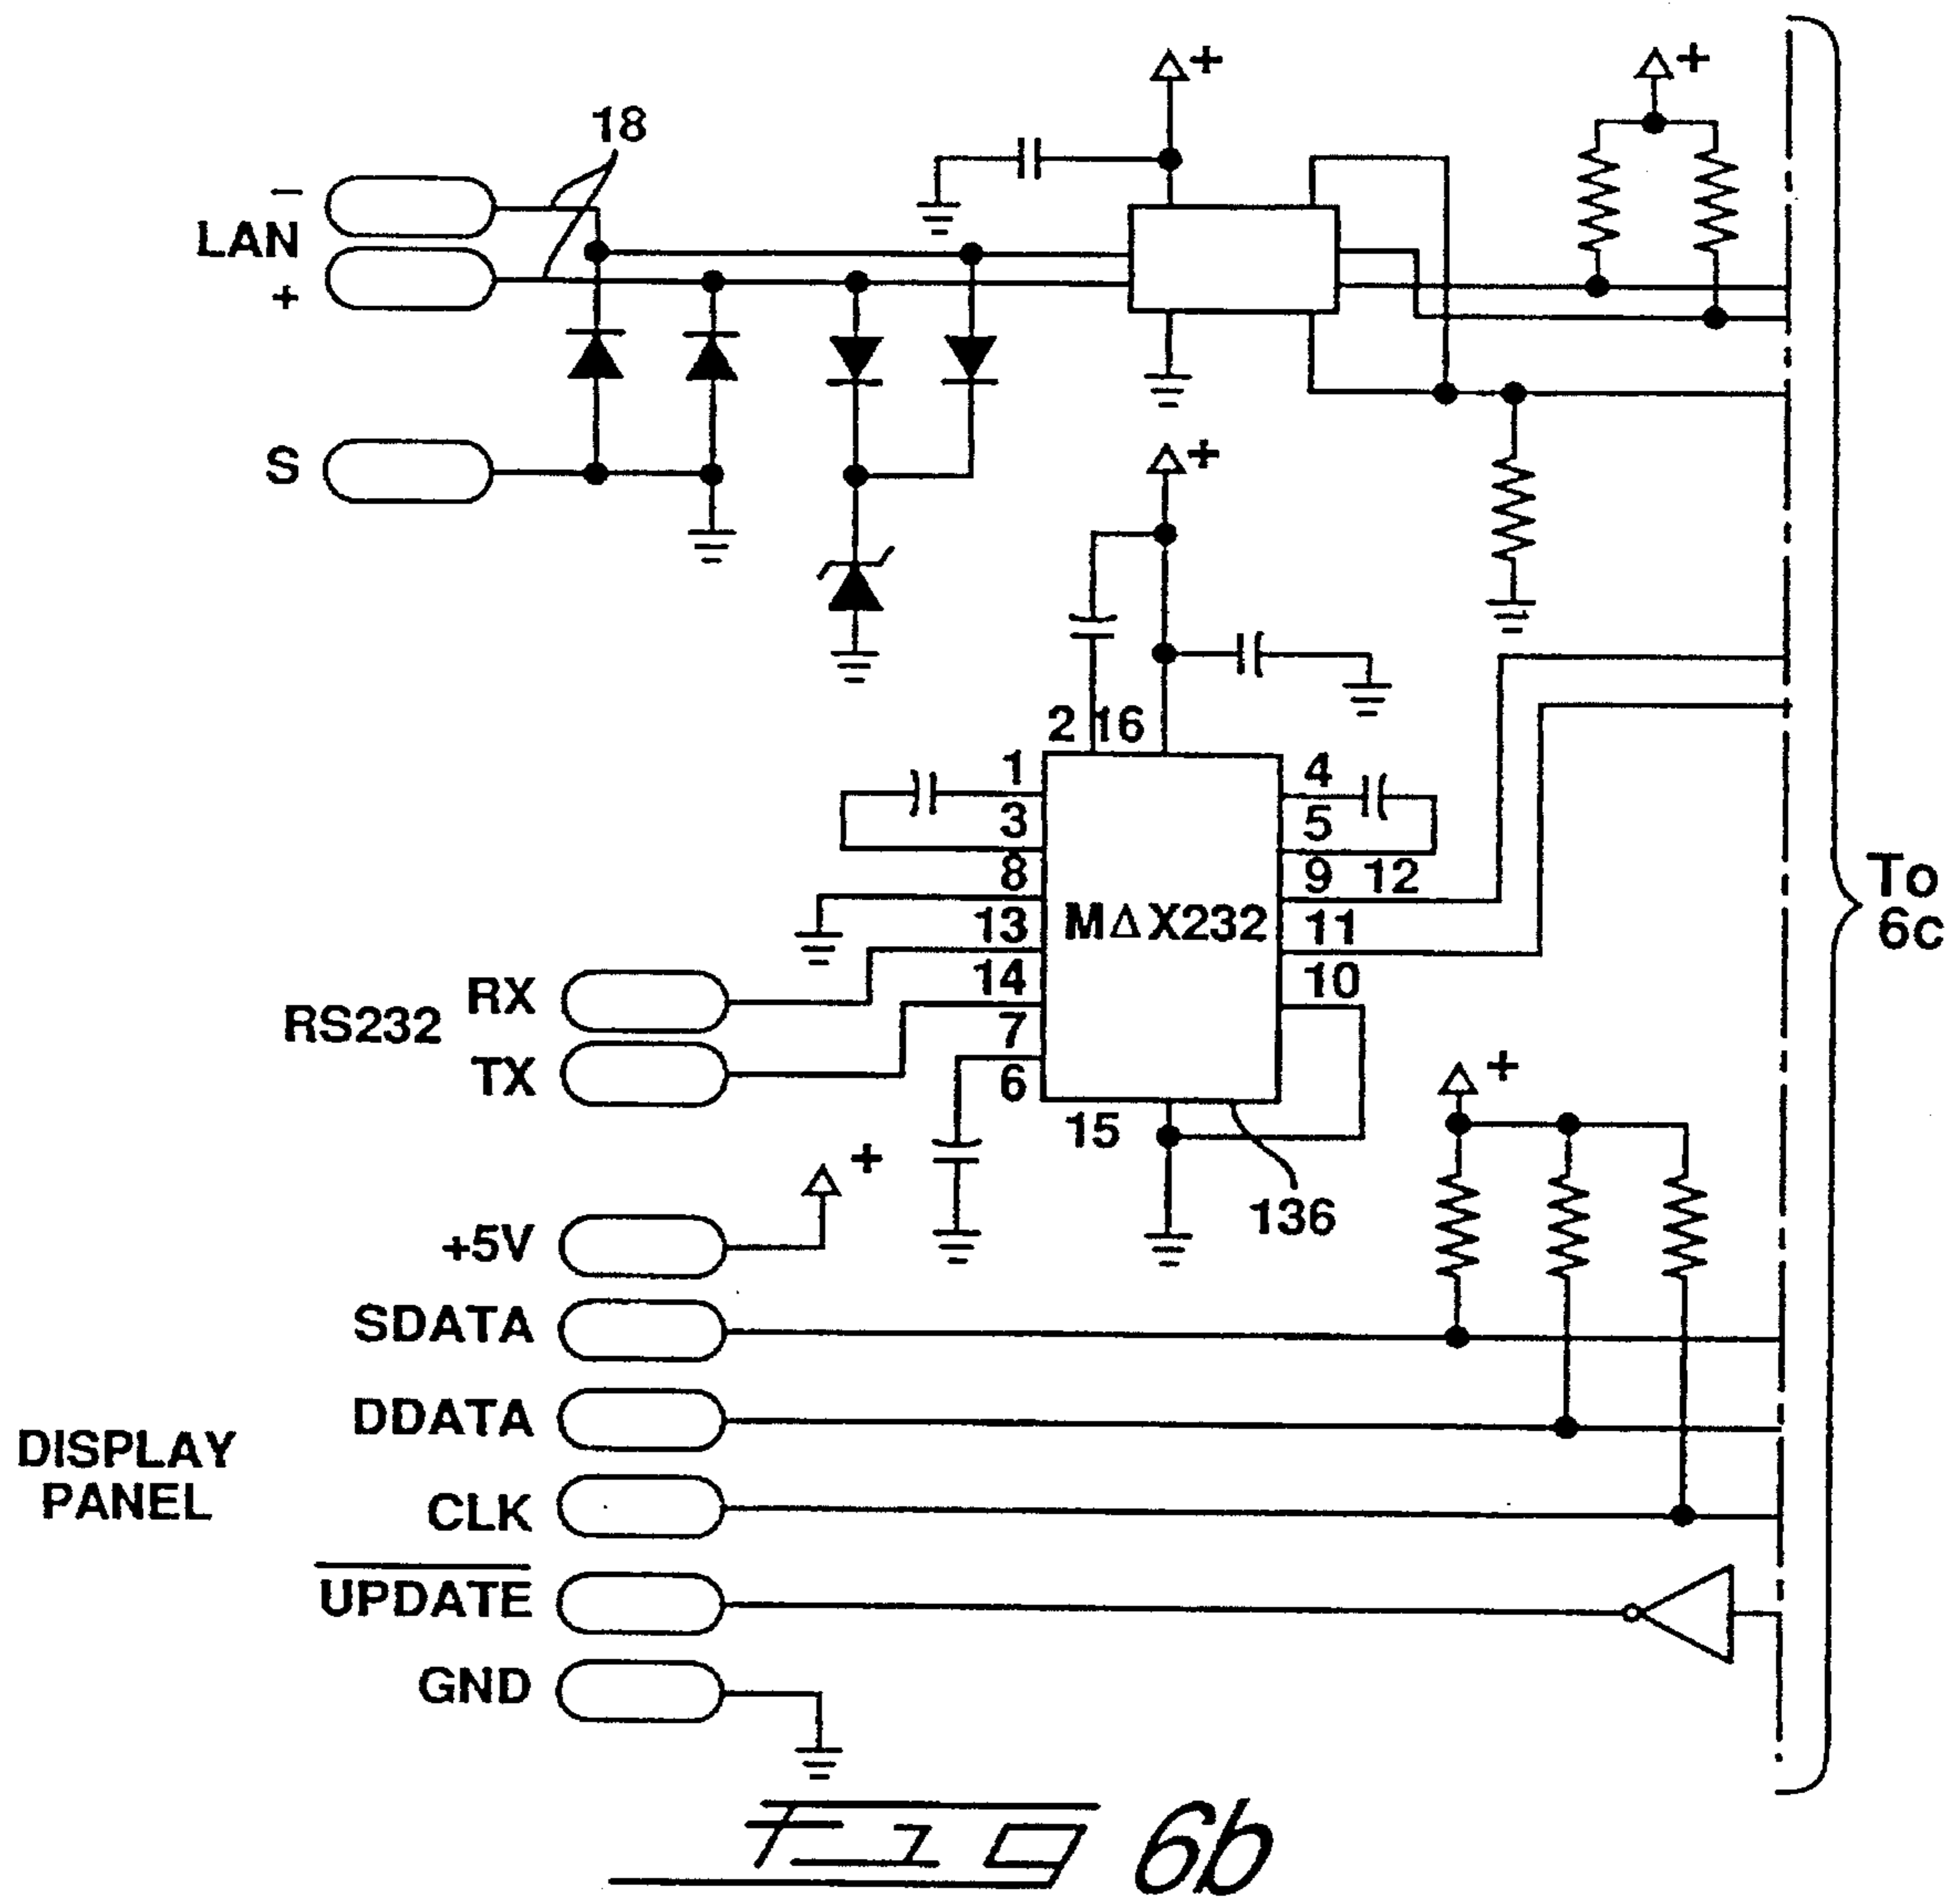 +
+
18
−
LAN
+
S
+
2 16
1
3
8
13
14
7
6
15
MΔX232
4
5
9 12
11
10
136
To
6c
RS232
RX
TX
+
+
+5V
SDATA
DDATA
DISPLAY
PANEL
CLK
UPDATE
GND
Fig 6b